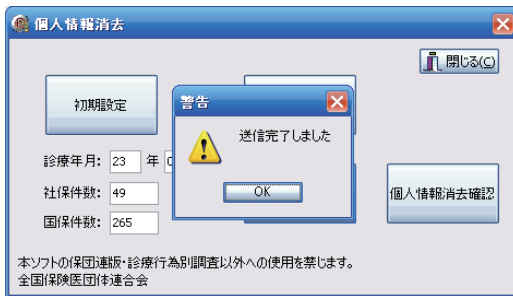 個人情報消去
閉じる(C)
初期設定
警告
送信完了しました
OK
診療年月: 23 年
社保件数: 49
国保件数: 265
個人情報消去確認
本ソフトの保団連版・診療行為別調査以外への使用を禁じます。
全国保険医団体連合会